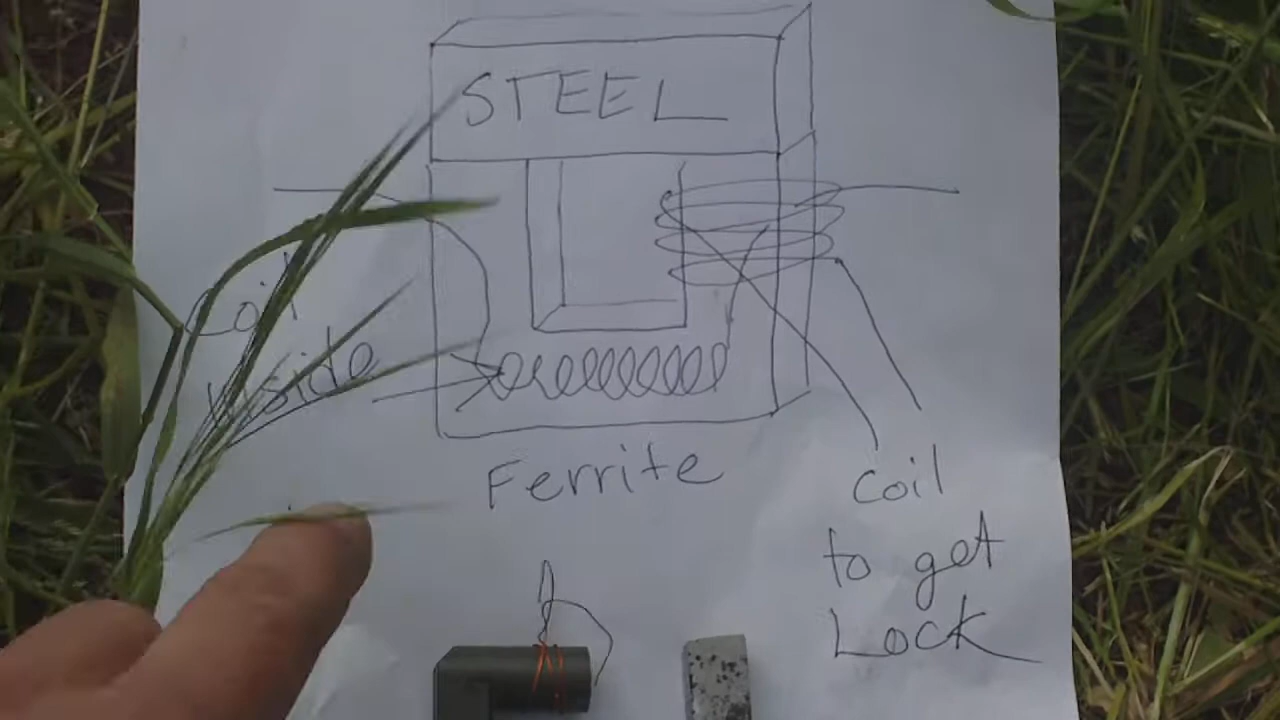 STEEL
Coil
Inside
Ferrite
Coil
to get
Lock